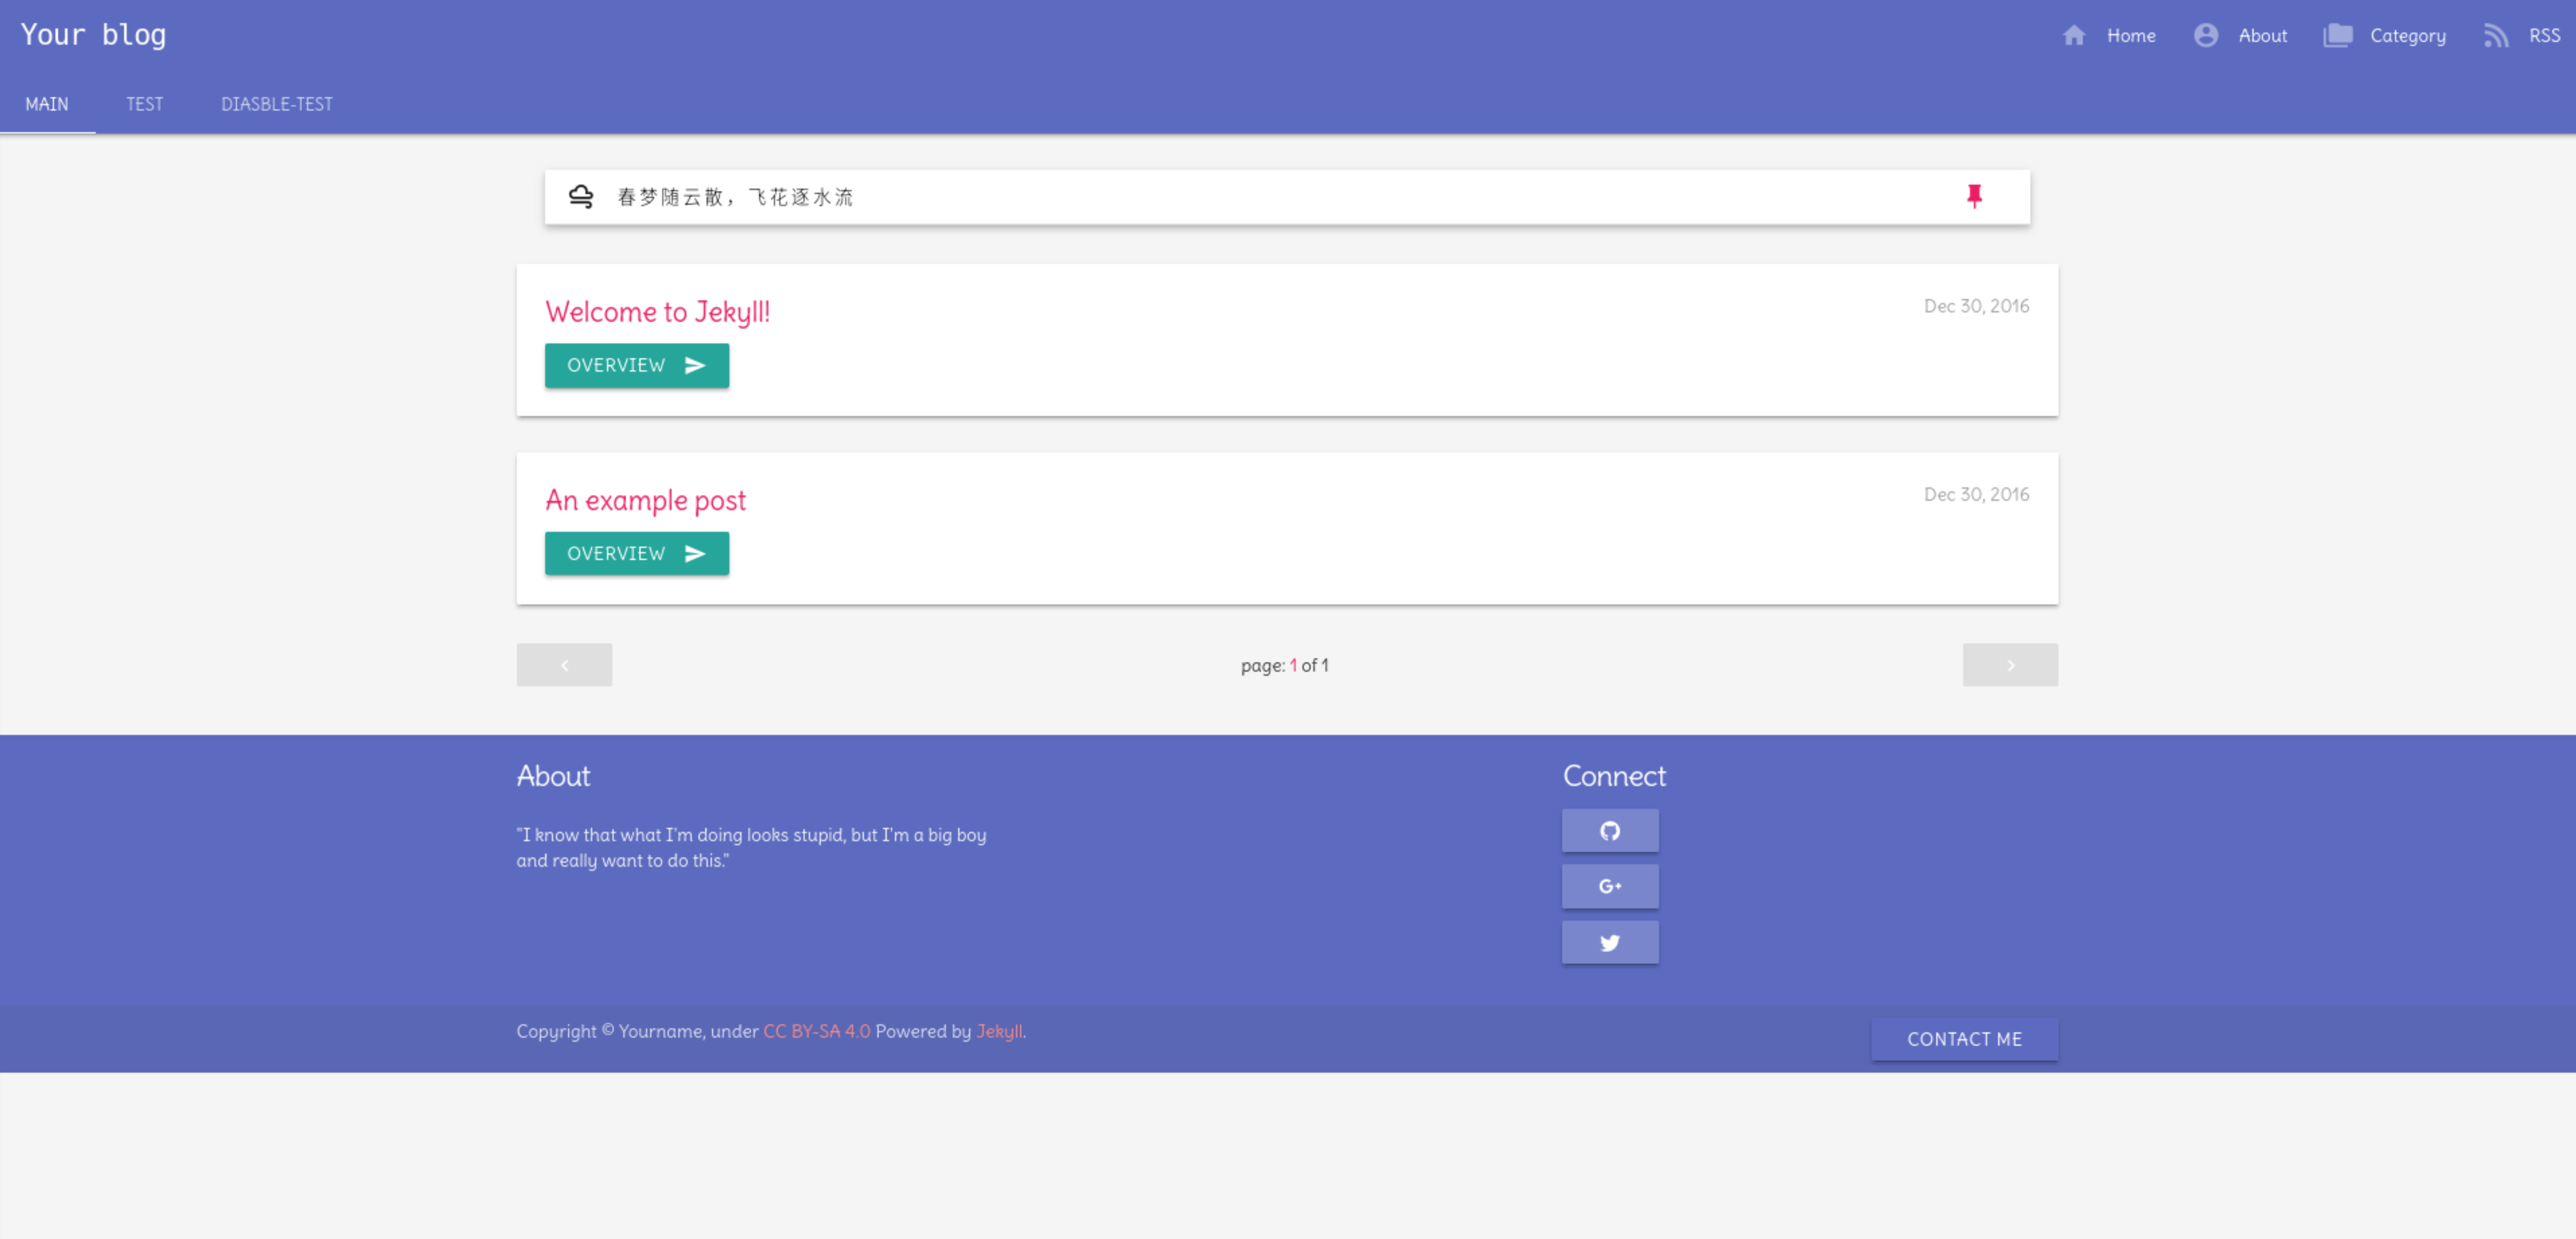 Your blog
Home About Category RSS
MAIN TEST DIASBLE-TEST
春梦随云散，飞花逐水流
Welcome to Jekyll!
Dec 30, 2016
OVERVIEW
An example post
Dec 30, 2016
OVERVIEW
page: 1 of 1
About
"I know that what I'm doing looks stupid, but I'm a big boy
and really want to do this."
Connect
G+
Copyright © Yourname, under CC BY-SA 4.0 Powered by Jekyll.
CONTACT ME